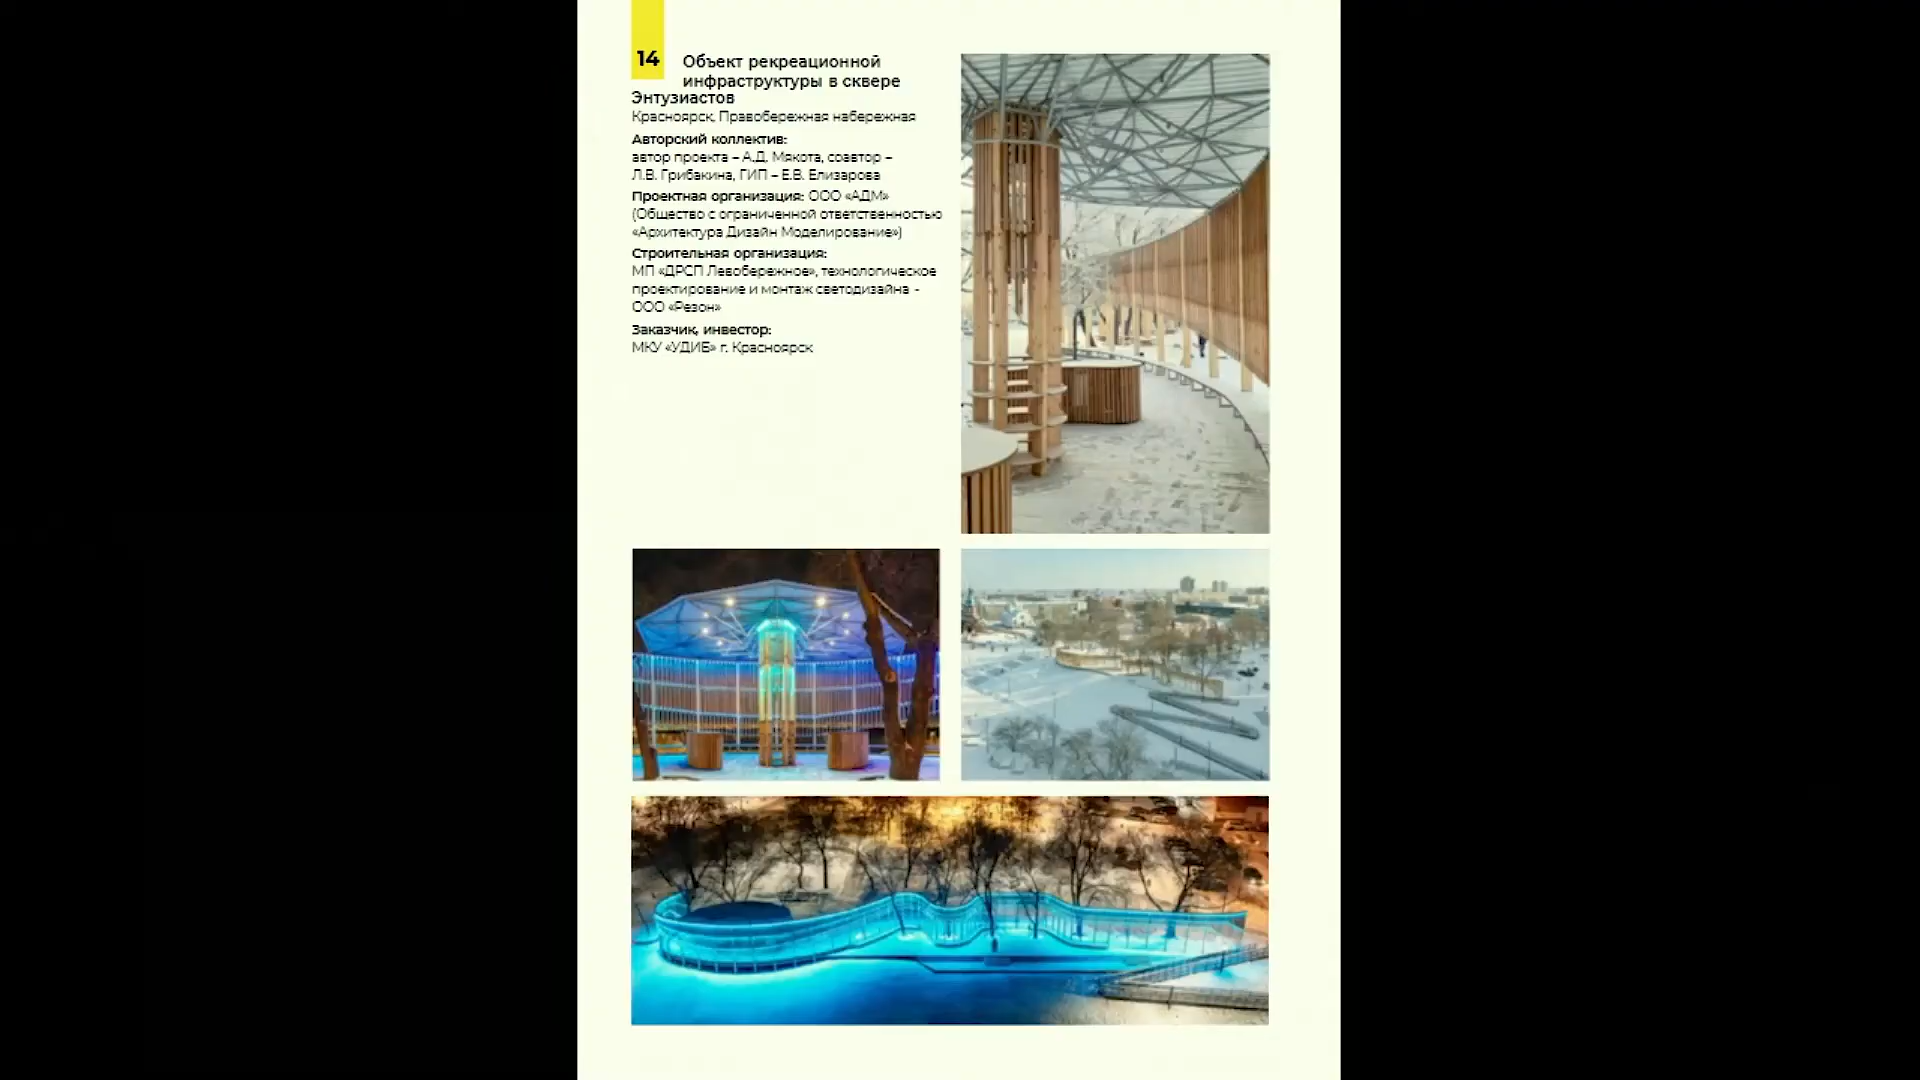 14
Объект рекреационной
инфраструктуры в сквере
Энтузиастов
Красноярск, Правобережная набережная
Авторский коллектив:
автор проекта – А.Д. Мякота, соавтор –
Л.В. Грибакина, ГИП – Е.В. Елизарова
Проектная организация: ООО «АДМ»
(Общество с ограниченной ответственностью
«Архитектура Дизайн Моделирование»)
Строительная организация:
МП «ДРСП Левобережное», технологическое
проектирование и монтаж светодизайна -
ООО «Резон»
Заказчик, инвестор:
МКУ «УДИБ» г. Красноярск